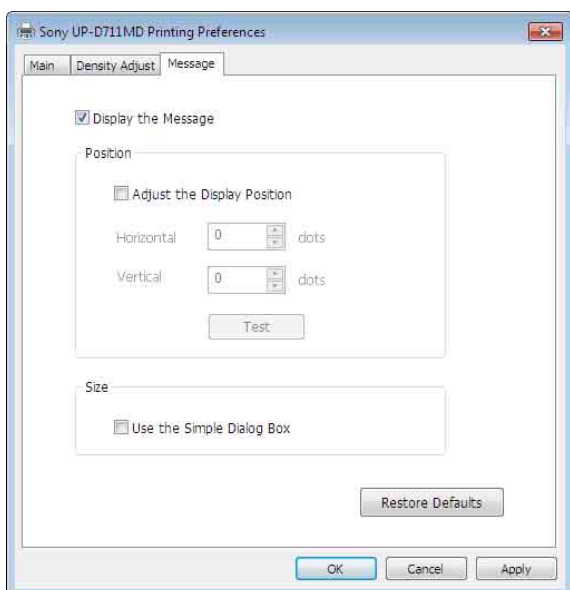 Sony UP-D711MD Printing Preferences
Main Density Adjust Message
Display the Message
Position
Adjust the Display Position
Horizontal 0 dots
Vertical 0 dots
Test
Size
Use the Simple Dialog Box
Restore Defaults
OK Cancel Apply